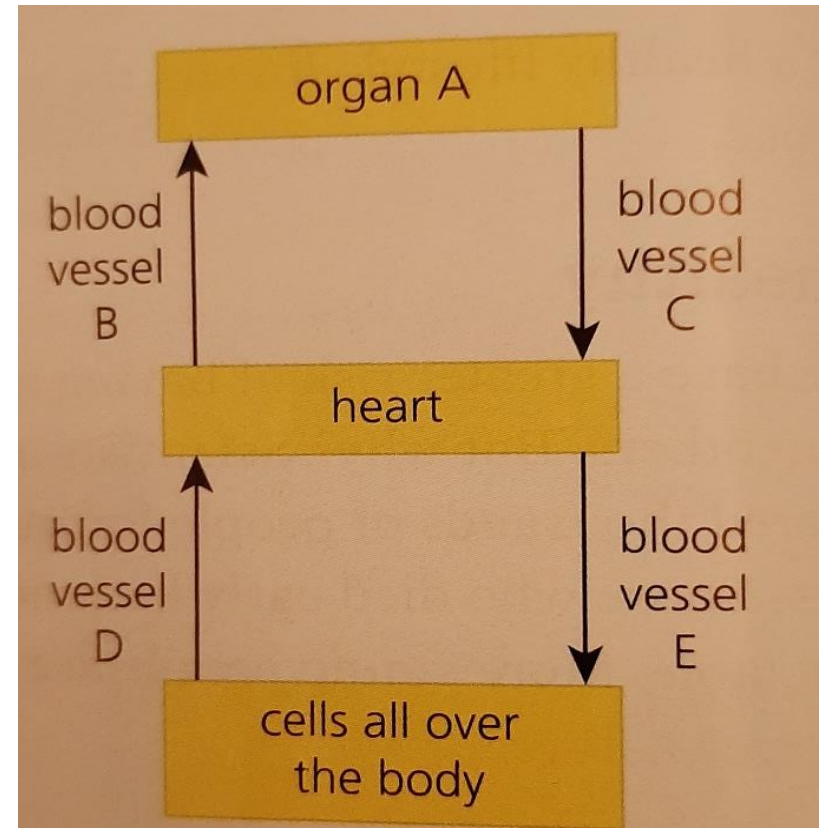 organ A
blood
vessel
B
blood
vessel
C
heart
blood
vessel
D
blood
vessel
E
cells all over
the body